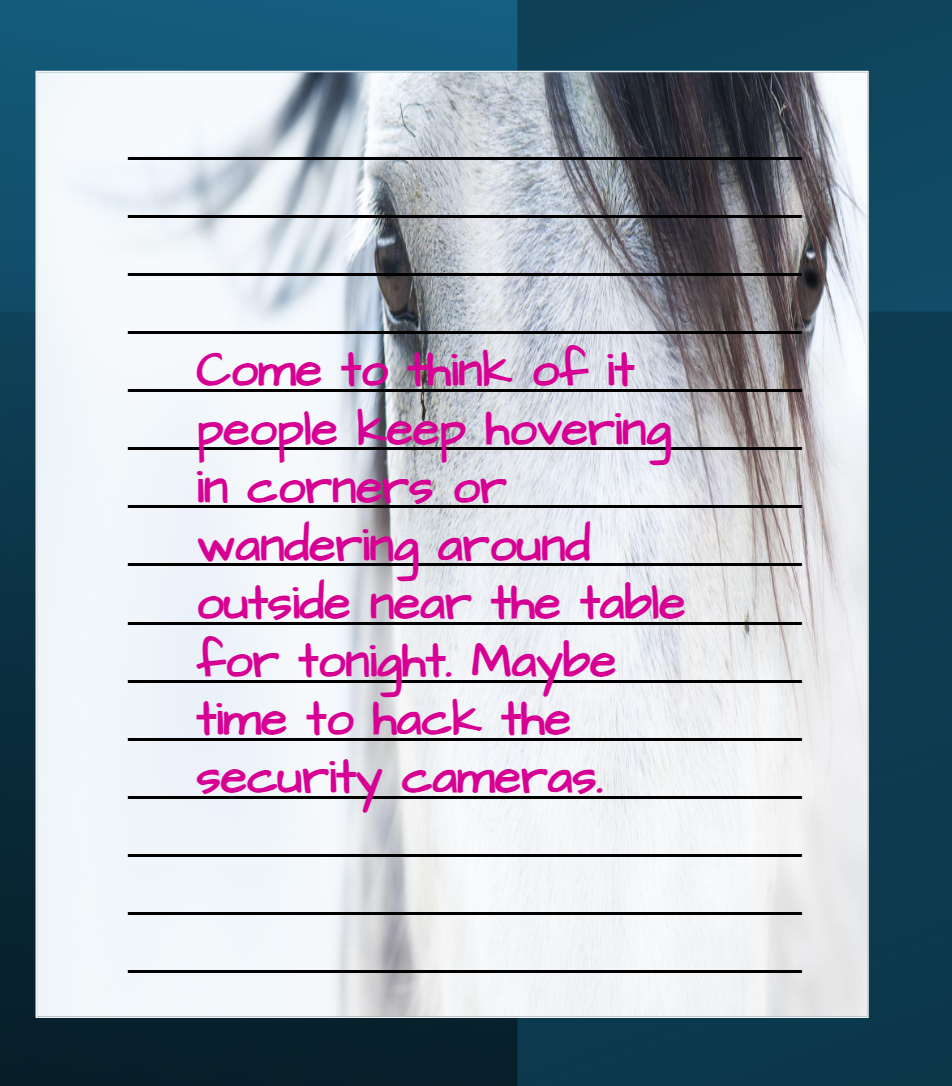 Come to think of it
people keep hovering
in corners or
wandering around
outside near the table
for tonight. Maybe
time to hack the
security cameras.